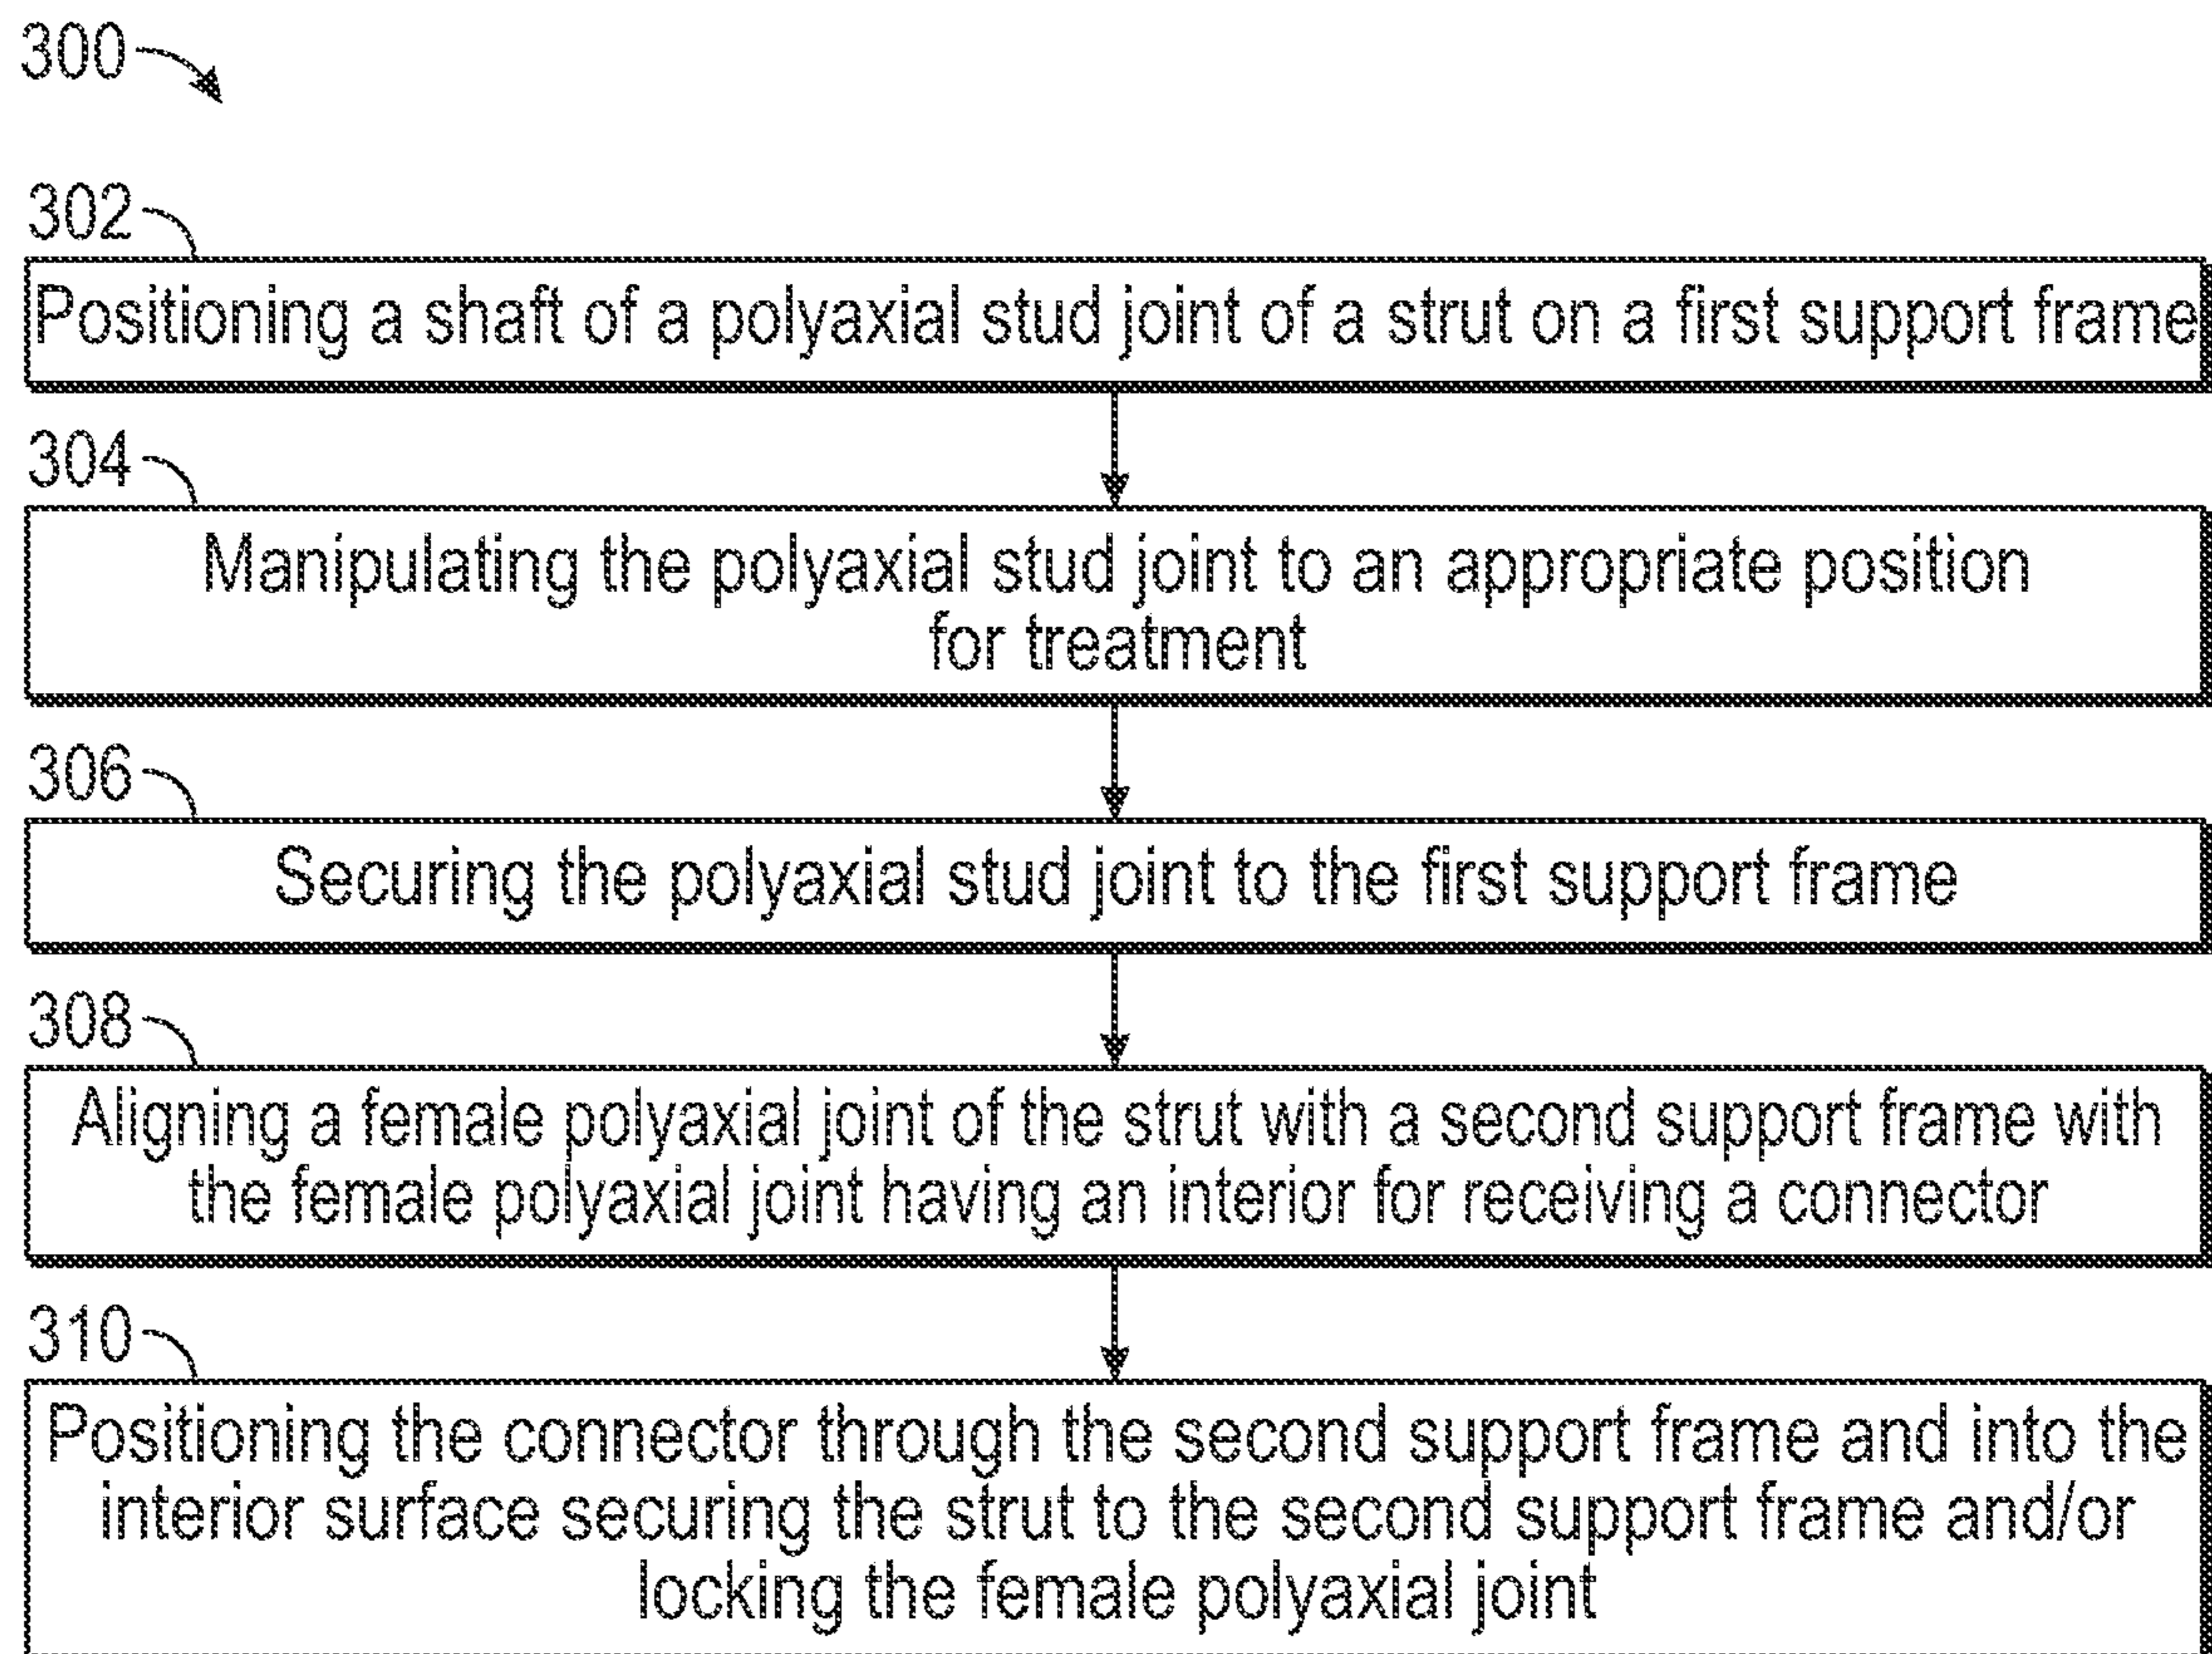 300
302
Positioning a shaft of a polyaxial stud joint of a strut on a first support frame
304
Manipulating the polyaxial stud joint to an appropriate position
for treatment
306
Securing the polyaxial stud joint to the first support frame
308
Aligning a female polyaxial joint of the strut with a second support frame with
the female polyaxial joint having an interior for receiving a connector
310
Positioning the connector through the second support frame and into the
interior surface securing the strut to the second support frame and/or
locking the female polyaxial joint